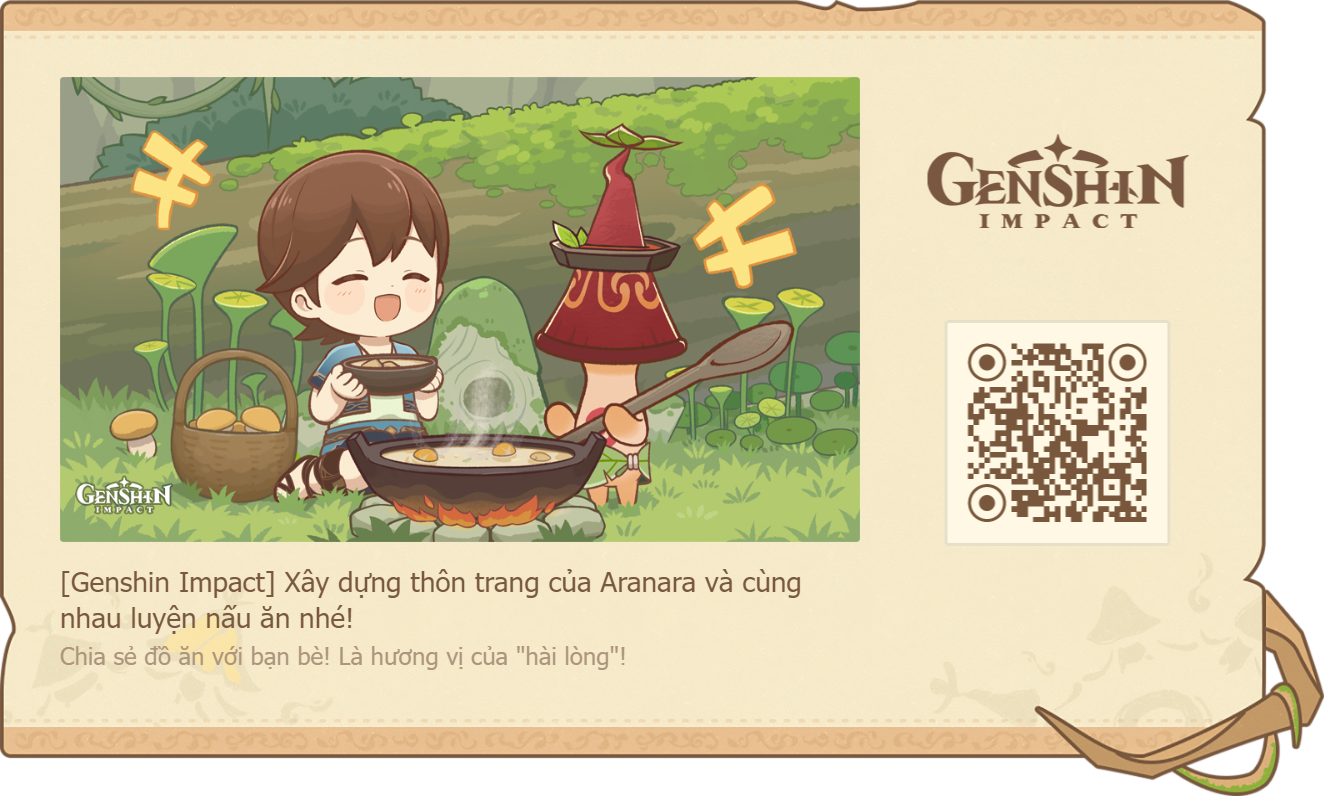 GENSHIN
IMPACT
GENSHIN
IMPACT
[Genshin Impact] Xây dựng thôn trang của Aranara và cùng
nhau luyện nấu ăn nhé!
Chia sẻ đồ ăn với bạn bè! Là hương vị của "hài lòng"!